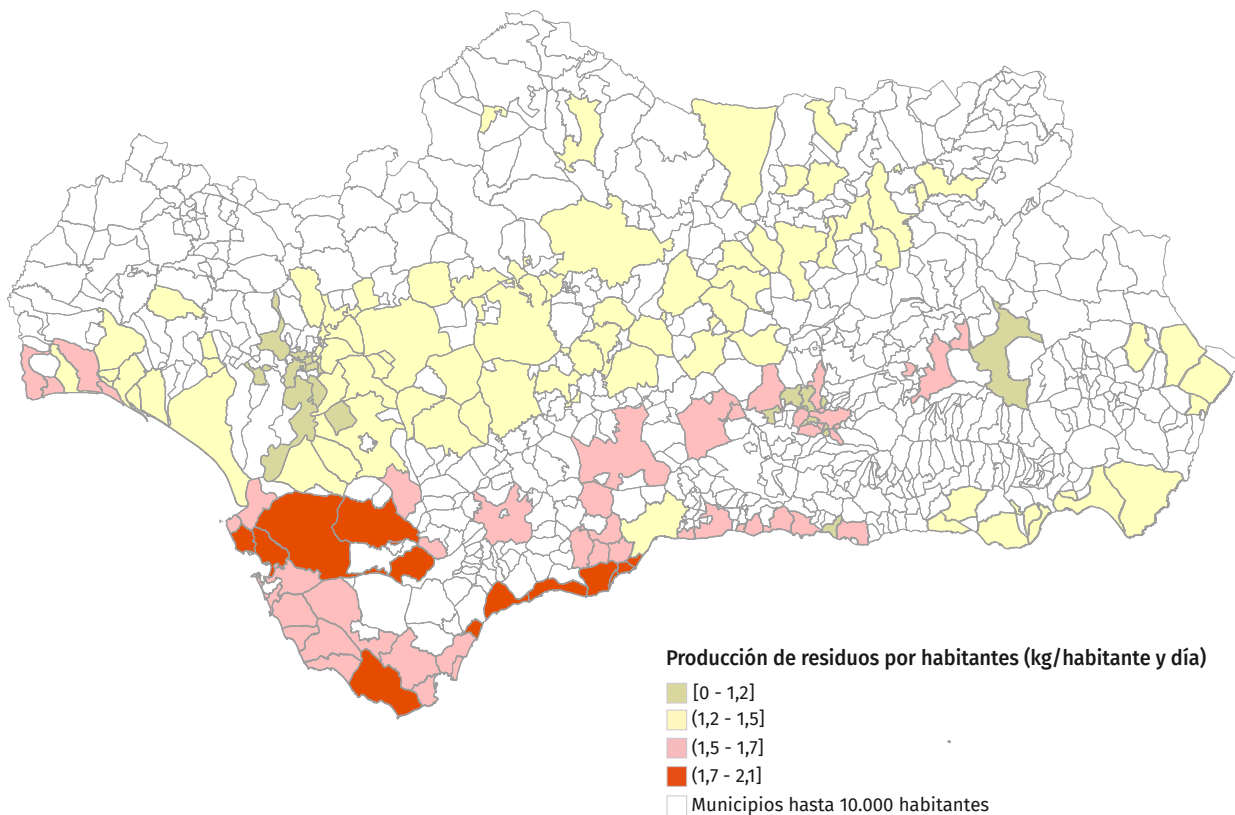 Producción de residuos por habitantes (kg/habitante y día)
[0 - 1,2]
(1,2 - 1,5]
(1,5 - 1,7]
(1,7 - 2,1]
Municipios hasta 10.000 habitantes